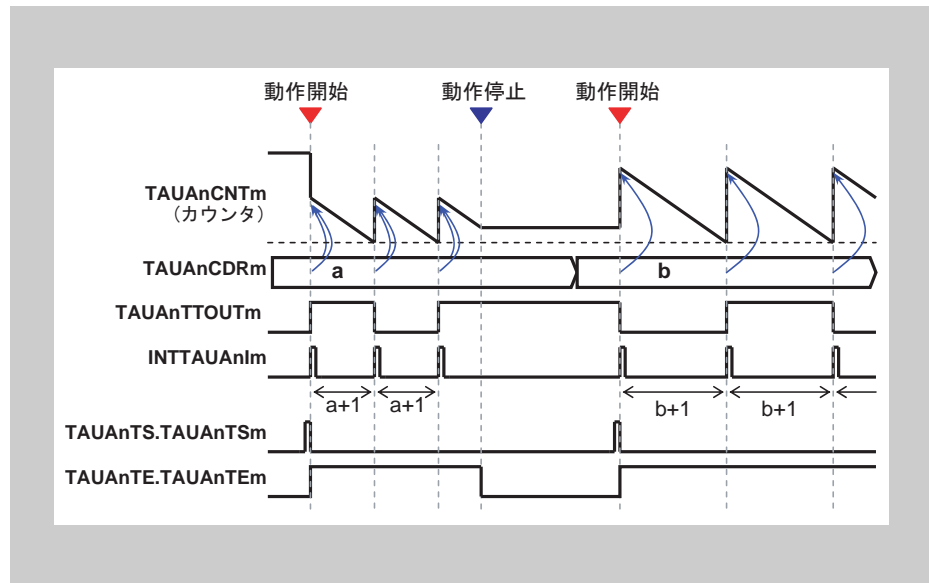 動作開始 動作停止 動作開始
TAUAnCNTm
（カウンタ）
TAUAnCDRm a b
TAUAnTTOUTm
INTTAUAnIm
a+1 a+1 b+1 b+1
TAUAnTS.TAUAnTSm
TAUAnTE.TAUAnTEm